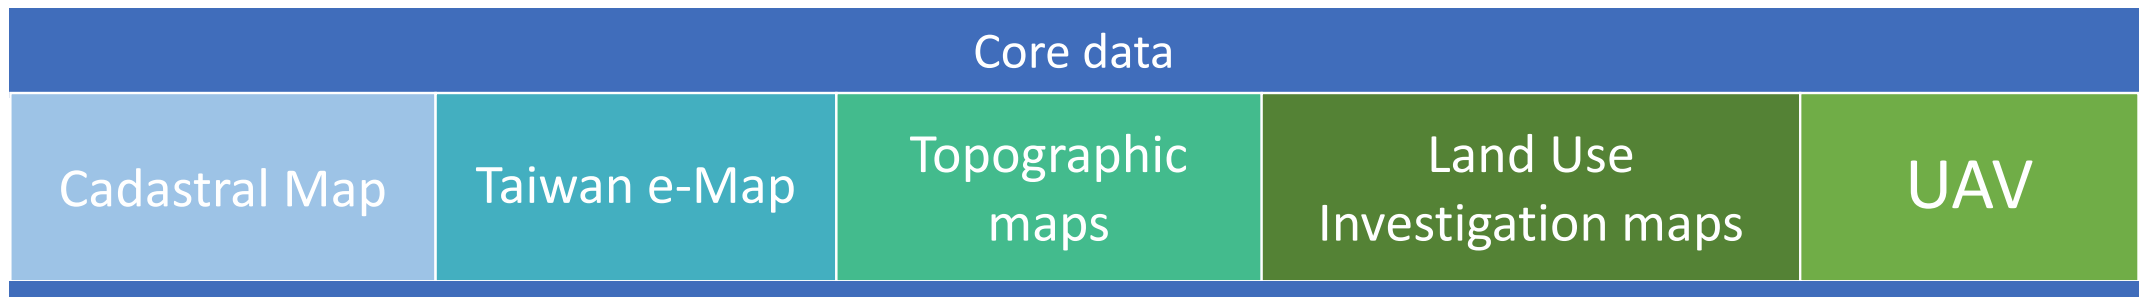 Core data
Cadastral Map
Taiwan e-Map
Topographic
maps
Land Use
Investigation maps
UAV